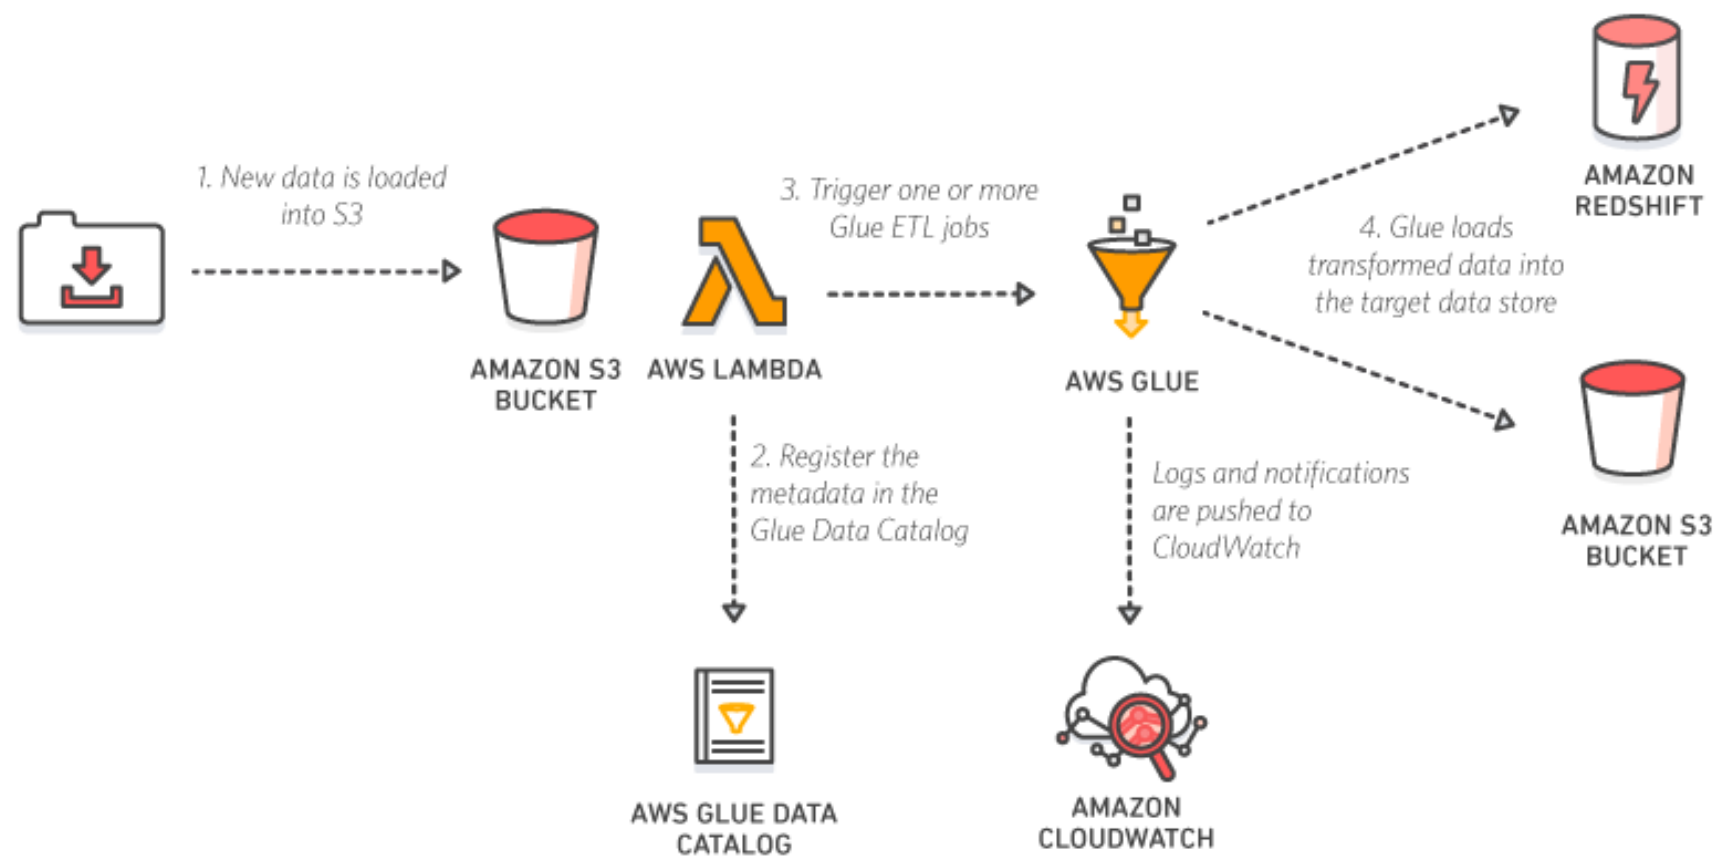 1. New data is loaded
into S3
AMAZON S3
BUCKET
AWS LAMBDA
3. Trigger one or more
Glue ETL jobs
2. Register the
metadata in the
Glue Data Catalog
AWS GLUE DATA
CATALOG
AWS GLUE
Logs and notifications
are pushed to
CloudWatch
AMAZON
CLOUDWATCH
4. Glue loads
transformed data into
the target data store
AMAZON
REDSHIFT
AMAZON S3
BUCKET